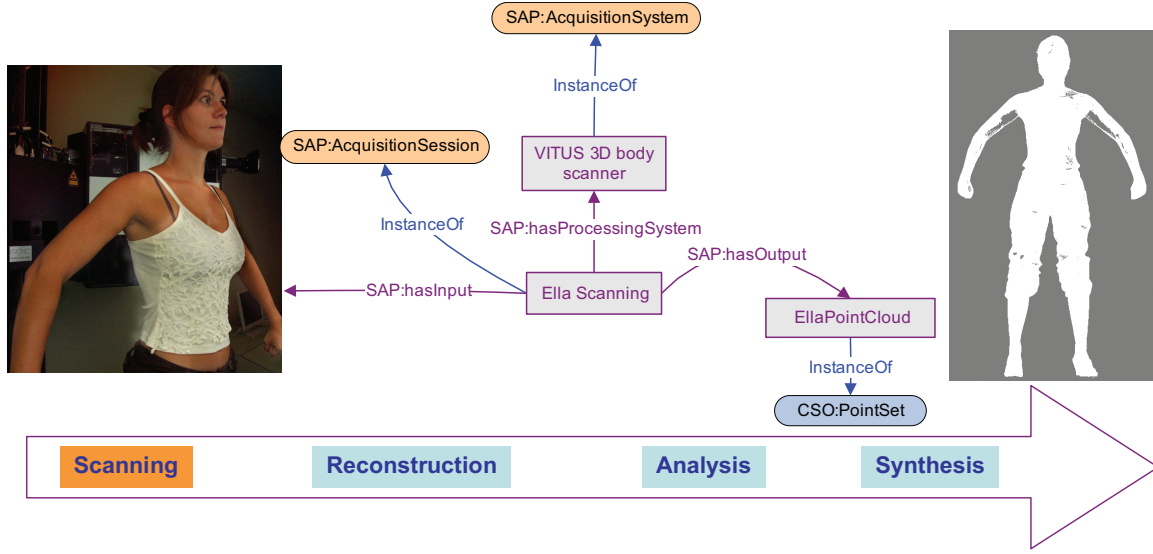 SAP:AcquisitionSystem
InstanceOf
SAP:AcquisitionSession
VITUS 3D body
scanner
InstanceOf
SAP:hasProcessingSystem
SAP:hasOutput
SAP:hasInput
Ella Scanning
EllaPointCloud
InstanceOf
CSO:PointSet
Scanning
Reconstruction
Analysis
Synthesis